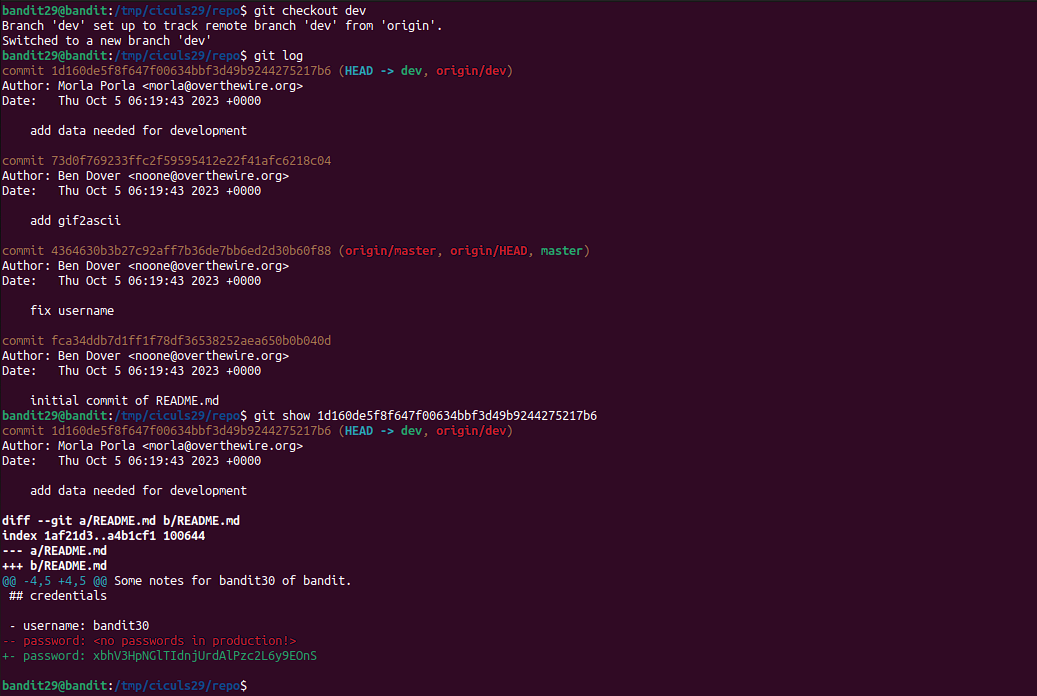 bandit29@bandit:/tmp/ciculs29/repo$ git checkout dev
Branch 'dev' set up to track remote branch 'dev' from 'origin'.
Switched to a new branch 'dev'
bandit29@bandit:/tmp/ciculs29/repo$ git log
commit 1d160de5f8f647f00634bbf3d49b9244275217b6 (HEAD -> dev, origin/dev)
Author: Morla Porla <morla@overthewire.org>
Date:   Thu Oct 5 06:19:43 2023 +0000

    add data needed for development

commit 73d0f769233ffc2f59595412e22f41afc6218c04
Author: Ben Dover <noone@overthewire.org>
Date:   Thu Oct 5 06:19:43 2023 +0000

    add gif2ascii

commit 4364630b3b27c92aff7b36de7bb6ed2d30b60f88 (origin/master, origin/HEAD, master)
Author: Ben Dover <noone@overthewire.org>
Date:   Thu Oct 5 06:19:43 2023 +0000

    fix username

commit fca34ddb7d1ff1f78df36538252aea650b0b040d
Author: Ben Dover <noone@overthewire.org>
Date:   Thu Oct 5 06:19:43 2023 +0000

    initial commit of README.md
bandit29@bandit:/tmp/ciculs29/repo$ git show 1d160de5f8f647f00634bbf3d49b9244275217b6
commit 1d160de5f8f647f00634bbf3d49b9244275217b6 (HEAD -> dev, origin/dev)
Author: Morla Porla <morla@overthewire.org>
Date:   Thu Oct 5 06:19:43 2023 +0000

    add data needed for development

diff --git a/README.md b/README.md
index 1af21d3..a4b1cf1 100644
--- a/README.md
+++ b/README.md
@@ -4,5 +4,5 @@ Some notes for bandit30 of bandit.
 ## credentials

 - username: bandit30
-- password: <no passwords in production!>
+- password: xbhV3HpNGlTIdnjUrdAlPzc2L6y9EOnS

bandit29@bandit:/tmp/ciculs29/repo$